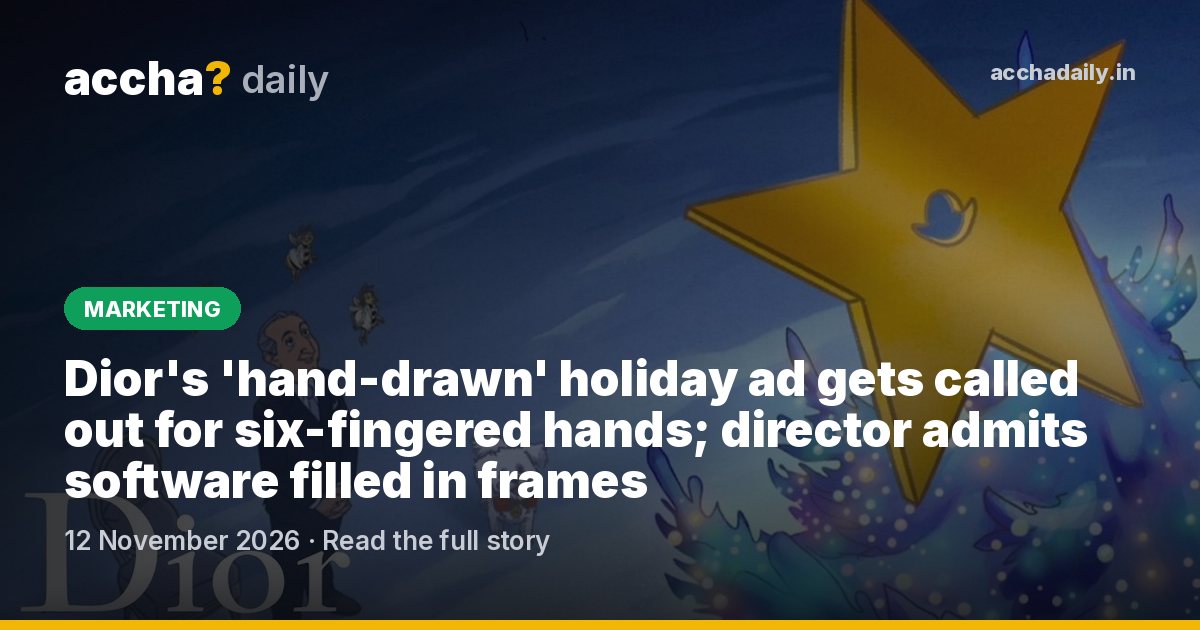 accha? daily
acchadaily.in
MARKETING
Dior's 'hand-drawn' holiday ad gets called
out for six-fingered hands; director admits
software filled in frames
12 November 2026 · Read the full story
Dior